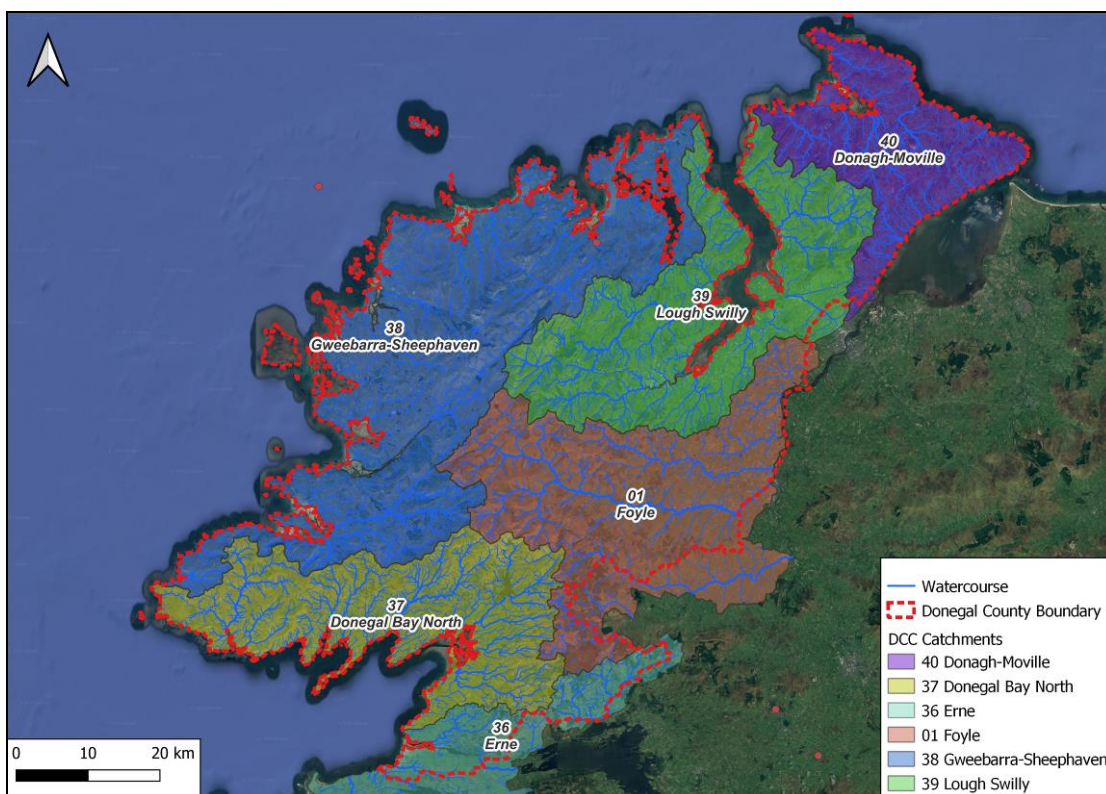 40
Donagh-Moville
39
Lough Swilly
38
Gweebarra-Sheephaven
01
Foyle
37
Donegal Bay North
36
Erne
Watercourse
Donegal County Boundary
DCC Catchments
40 Donagh-Moville
37 Donegal Bay North
36 Erne
01 Foyle
38 Gweebarra-Sheephaven
39 Lough Swilly
0 10 20 km